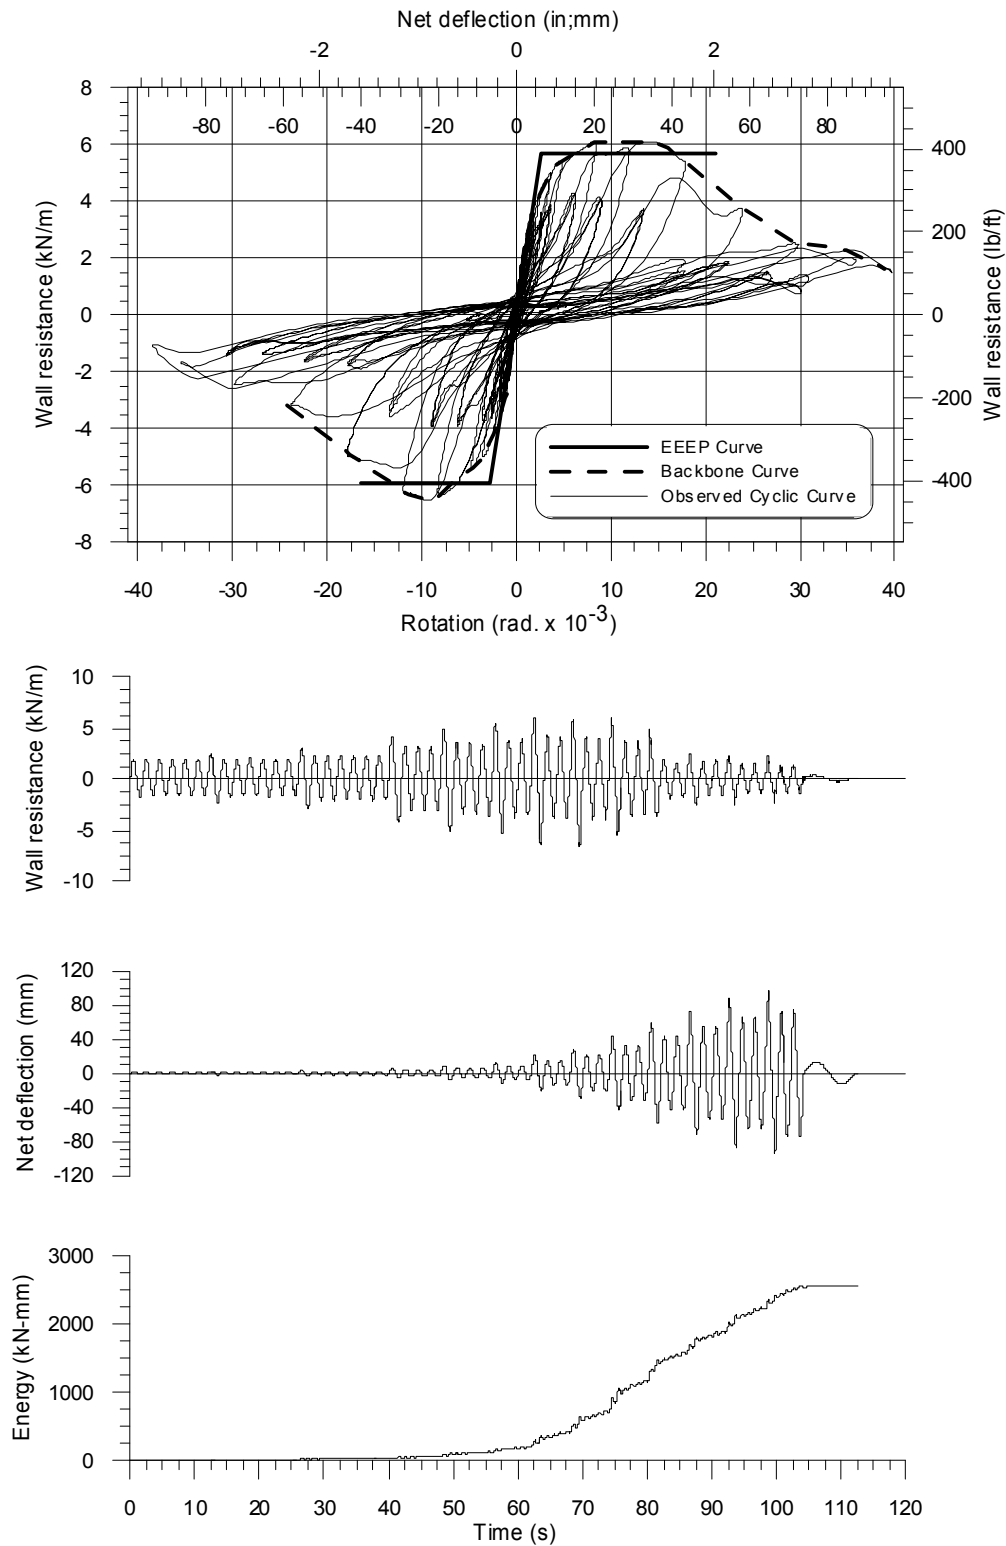 Net deflection (in;mm)
-2 0 2
8
-80 -60 -40 -20 0 20 40 60 80
6 400
4
200
2
0 0
-2
-200
-4
-6 -400
-8
Wall resistance (kN/m)
Wall resistance (lb/ft)
EEEP Curve
Backbone Curve
Observed Cyclic Curve
-40 -30 -20 -10 0 10 20 30 40
Rotation (rad. x 10-3)
10
5
0
-5
-10
Wall resistance (kN/m)
120
80
40
0
-40
-80
-120
Net deflection (mm)
3000
2000
1000
0
Energy (kN-mm)
0 10 20 30 40 50 60 70 80 90 100 110 120
Time (s)